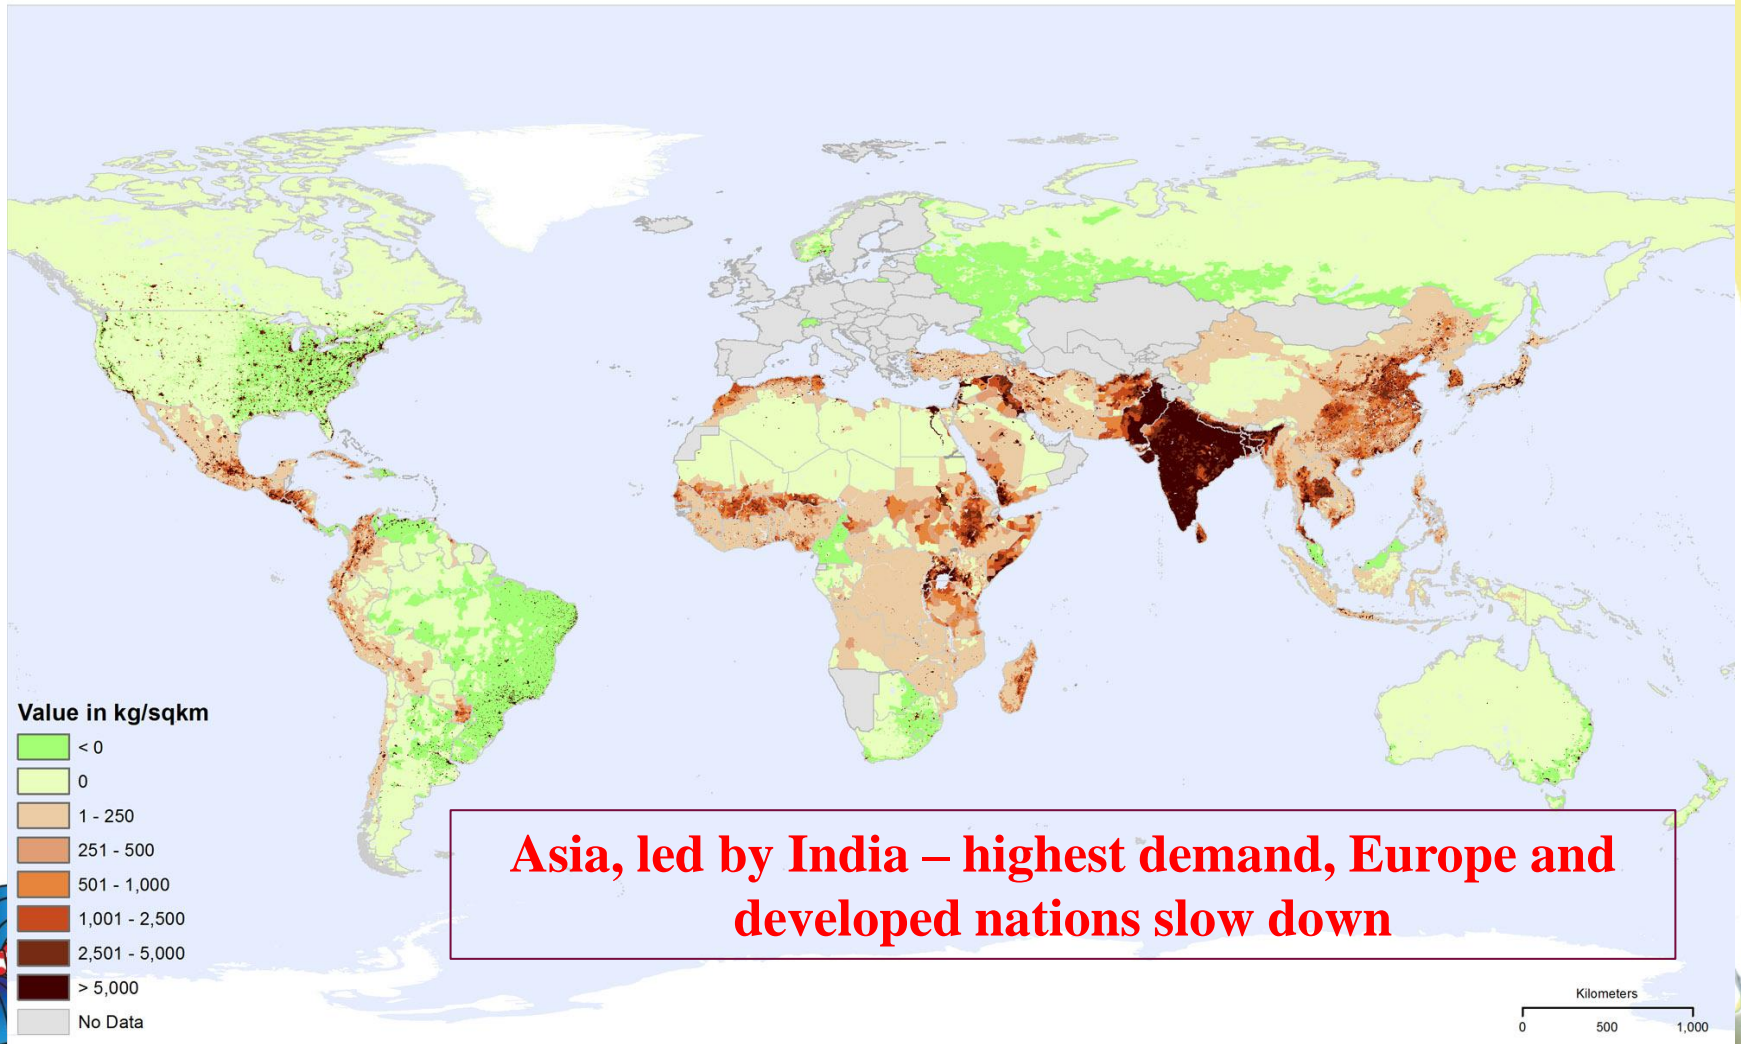 Value in kg/sqkm
< 0
0
1 - 250
251 - 500
501 - 1,000
1,001 - 2,500
2,501 - 5,000
> 5,000
No Data
Asia, led by India – highest demand, Europe and
developed nations slow down
Kilometers
0 500 1,000